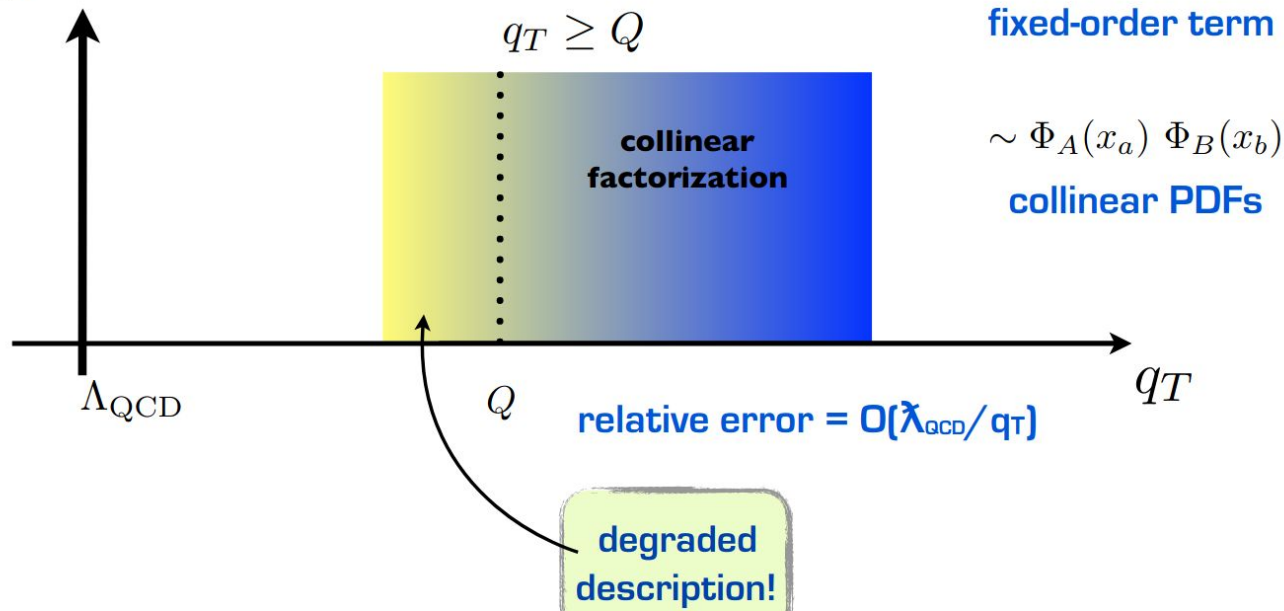 fixed-order term
q_T ≥ Q
collinear
factorization
∼ Φ_A(x_a) Φ_B(x_b)
collinear PDFs
Λ_QCD
Q
q_T
relative error = O(ƛ_QCD/q_T)
degraded
description!